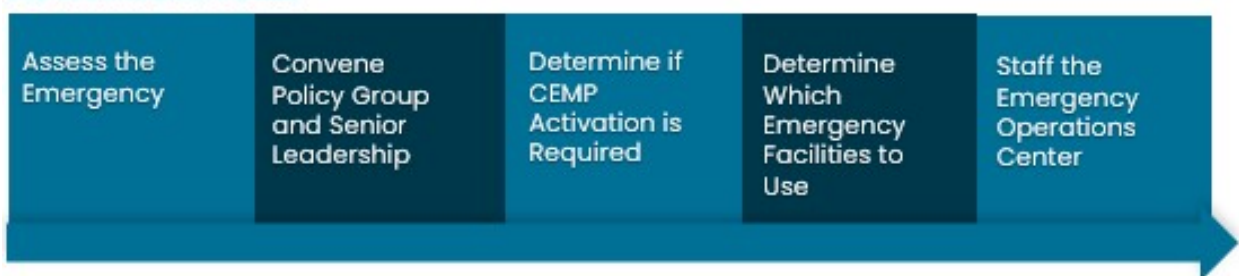 Assess the
Emergency
Convene
Policy Group
and Senior
Leadership
Determine if
CEMP
Activation is
Required
Determine
Which
Emergency
Facilities to
Use
Staff the
Emergency
Operations
Center